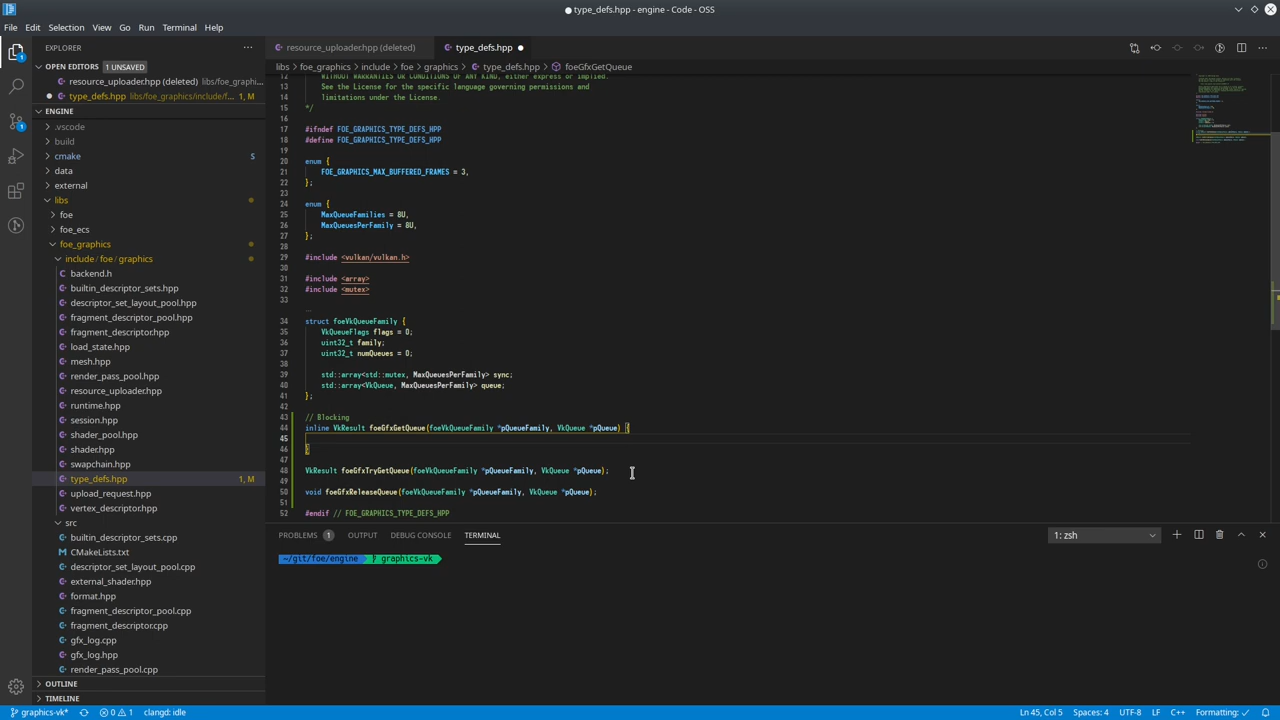 type_defs.hpp - engine - Code - OSS
File Edit Selection View Go Run Terminal Help
EXPLORER
OPEN EDITORS 1 UNSAVED
resource_uploader.hpp (deleted) libs/foe_graphi...
type_defs.hpp libs/foe_graphics/include/f... 1, M
ENGINE
.vscode
build
cmake S
data
external
libs
foe
foe_ecs
foe_graphics
include / foe / graphics
backend.h
builtin_descriptor_sets.hpp
descriptor_set_layout_pool.hpp
fragment_descriptor_pool.hpp
fragment_descriptor.hpp
load_state.hpp
mesh.hpp
render_pass_pool.hpp
resource_uploader.hpp
runtime.hpp
session.hpp
shader_pool.hpp
shader.hpp
swapchain.hpp
type_defs.hpp 1, M
upload_request.hpp
vertex_descriptor.hpp
src
builtin_descriptor_sets.cpp
CMakeLists.txt
descriptor_set_layout_pool.cpp
external_shader.hpp
format.hpp
fragment_descriptor_pool.cpp
fragment_descriptor.cpp
gfx_log.cpp
gfx_log.hpp
render_pass_pool.cpp
OUTLINE
TIMELINE
resource_uploader.hpp (deleted) type_defs.hpp
libs > foe_graphics > include > foe > graphics > type_defs.hpp > foeGfxGetQueue
12 WITHOUT WARRANTIES OR CONDITIONS OF ANY KIND, either express or implied.
13 See the License for the specific language governing permissions and
14 limitations under the License.
15 */
16
17 #ifndef FOE_GRAPHICS_TYPE_DEFS_HPP
18 #define FOE_GRAPHICS_TYPE_DEFS_HPP
19
20 enum {
21 FOE_GRAPHICS_MAX_BUFFERED_FRAMES = 3,
22 };
23
24 enum {
25 MaxQueueFamilies = 8U,
26 MaxQueuesPerFamily = 8U,
27 };
28
29 #include <vulkan/vulkan.h>
30
31 #include <array>
32 #include <mutex>
33
34 struct foeVkQueueFamily {
35 VkQueueFlags flags = 0;
36 uint32_t family;
37 uint32_t numQueues = 0;
38
39 std::array<std::mutex, MaxQueuesPerFamily> sync;
40 std::array<VkQueue, MaxQueuesPerFamily> queue;
41 };
42
43 // Blocking
44 inline VkResult foeGfxGetQueue(foeVkQueueFamily *pQueueFamily, VkQueue *pQueue) {
45
46 }
47
48 VkResult foeGfxTryGetQueue(foeVkQueueFamily *pQueueFamily, VkQueue *pQueue);
49
50 void foeGfxReleaseQueue(foeVkQueueFamily *pQueueFamily, VkQueue *pQueue);
51
52 #endif // FOE_GRAPHICS_TYPE_DEFS_HPP
PROBLEMS 1 OUTPUT DEBUG CONSOLE TERMINAL 1: zsh
~/git/foe/engine graphics-vk
graphics-vk* 0 1 clangd: idle Ln 45, Col 5 Spaces: 4 UTF-8 LF C++ Formatting: ✓